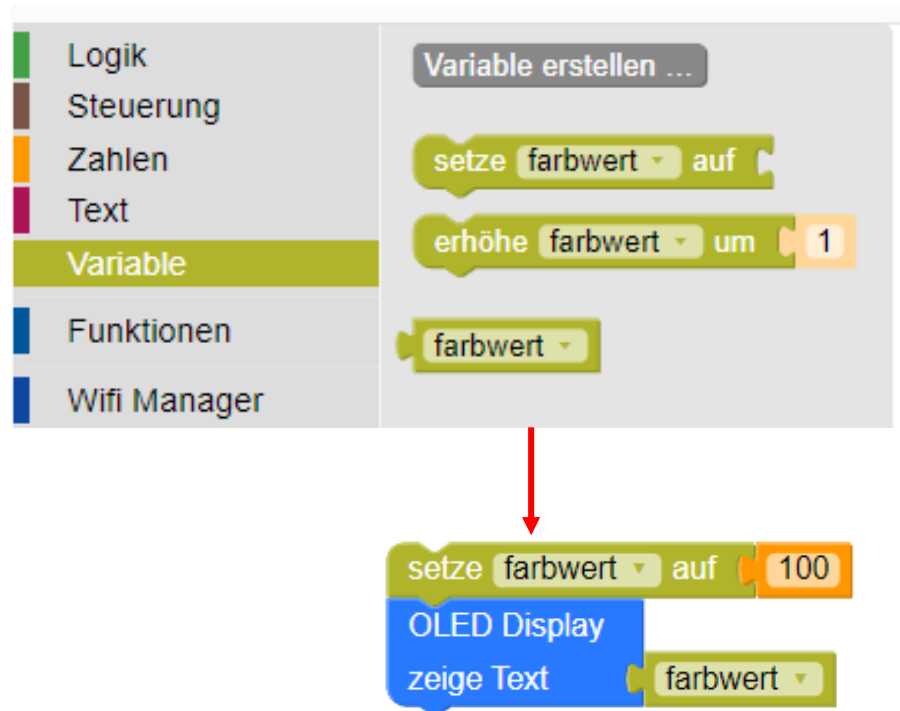 Logik
Steuerung
Zahlen
Text
Variable
Funktionen
Wifi Manager
Variable erstellen ...
setze farbwert auf
erhöhe farbwert um 1
farbwert
setze farbwert auf 100
OLED Display
zeige Text farbwert